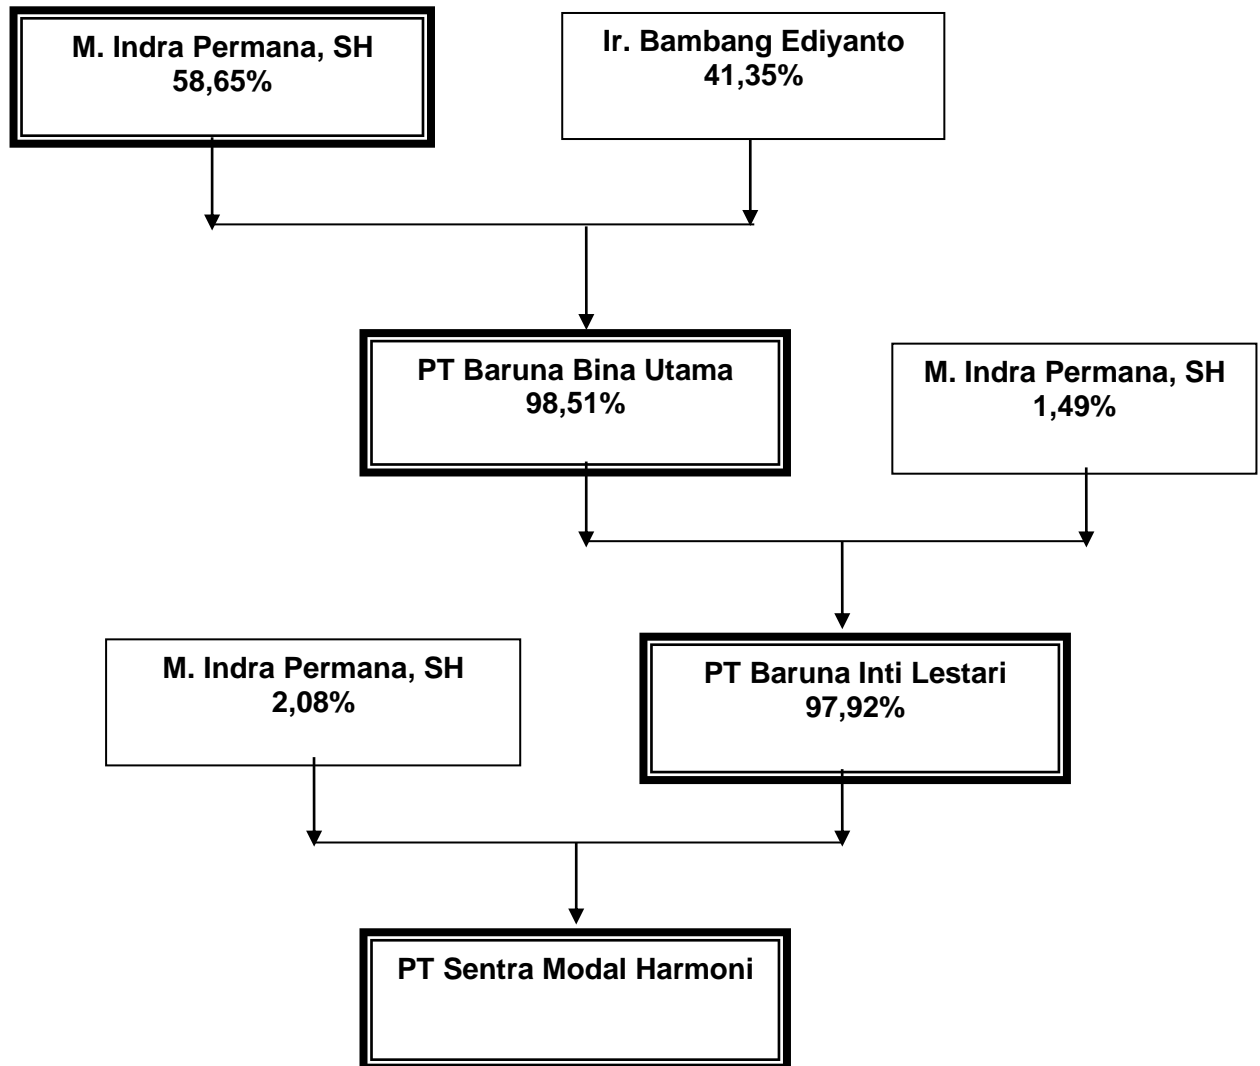 M. Indra Permana, SH
58,65%
Ir. Bambang Ediyanto
41,35%
PT Baruna Bina Utama
98,51%
M. Indra Permana, SH
1,49%
M. Indra Permana, SH
2,08%
PT Baruna Inti Lestari
97,92%
PT Sentra Modal Harmoni